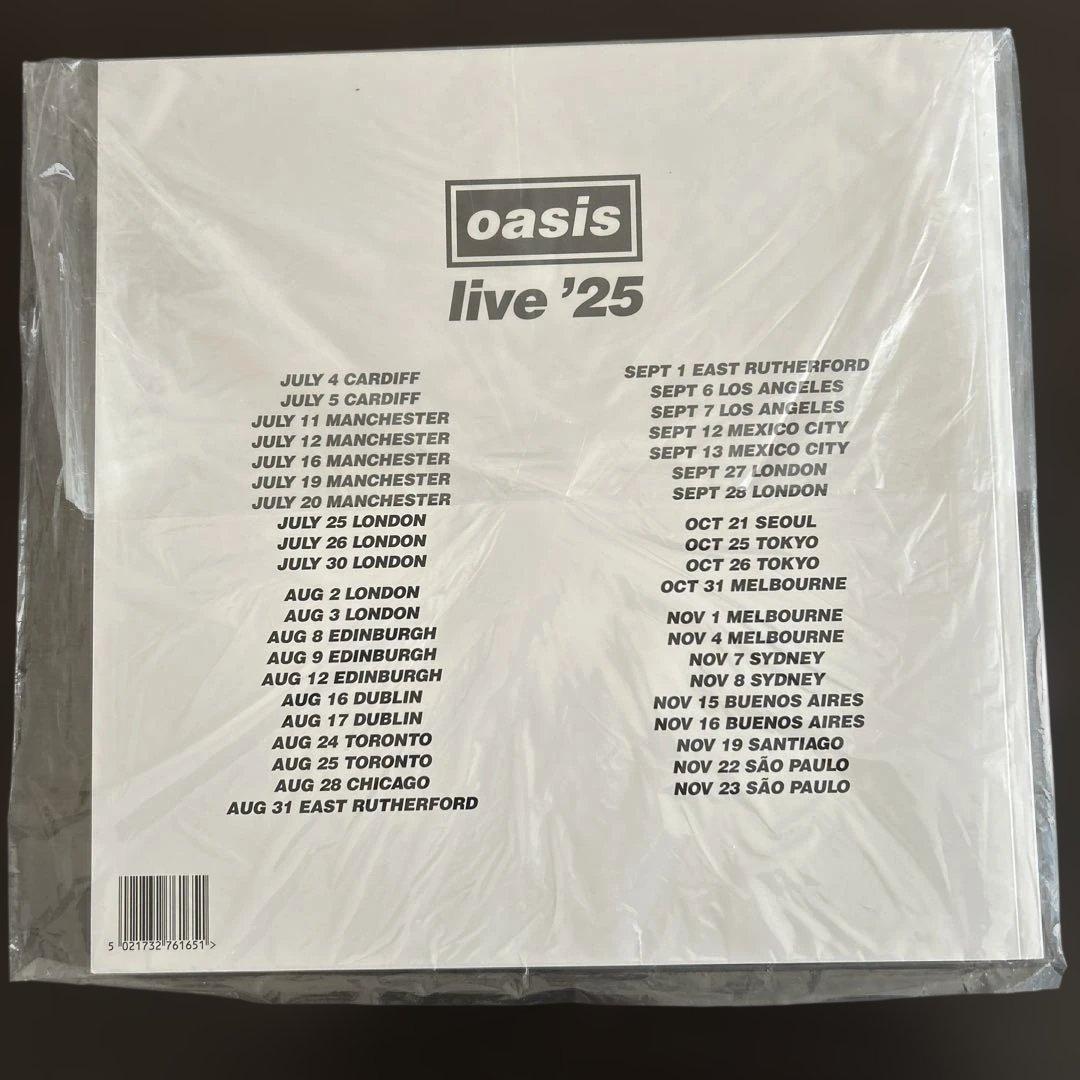 oasis
live ’25
JULY 4 CARDIFF
JULY 5 CARDIFF
JULY 11 MANCHESTER
JULY 12 MANCHESTER
JULY 16 MANCHESTER
JULY 19 MANCHESTER
JULY 20 MANCHESTER
JULY 25 LONDON
JULY 26 LONDON
JULY 30 LONDON
AUG 2 LONDON
AUG 3 LONDON
AUG 8 EDINBURGH
AUG 9 EDINBURGH
AUG 12 EDINBURGH
AUG 16 DUBLIN
AUG 17 DUBLIN
AUG 24 TORONTO
AUG 25 TORONTO
AUG 28 CHICAGO
AUG 31 EAST RUTHERFORD
SEPT 1 EAST RUTHERFORD
SEPT 6 LOS ANGELES
SEPT 7 LOS ANGELES
SEPT 12 MEXICO CITY
SEPT 13 MEXICO CITY
SEPT 27 LONDON
SEPT 28 LONDON
OCT 21 SEOUL
OCT 25 TOKYO
OCT 26 TOKYO
OCT 31 MELBOURNE
NOV 1 MELBOURNE
NOV 4 MELBOURNE
NOV 7 SYDNEY
NOV 8 SYDNEY
NOV 15 BUENOS AIRES
NOV 16 BUENOS AIRES
NOV 19 SANTIAGO
NOV 22 SÃO PAULO
NOV 23 SÃO PAULO
5 021732 761651 >